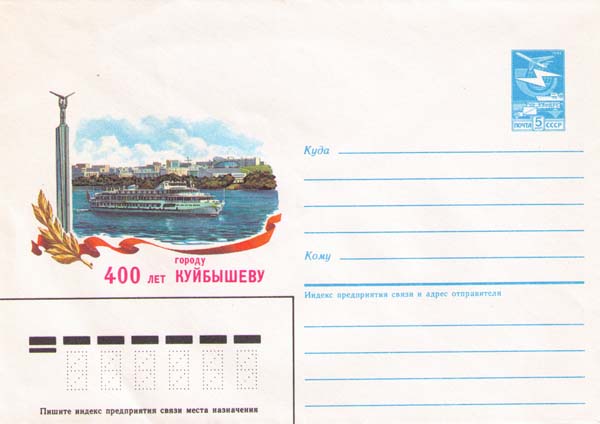 ПОЧТА 5 СССР
Куда
городу
400 ЛЕТ КУЙБЫШЕВУ
Кому
Индекс предприятия связи и адрес отправителя
Пишите индекс предприятия связи места назначения